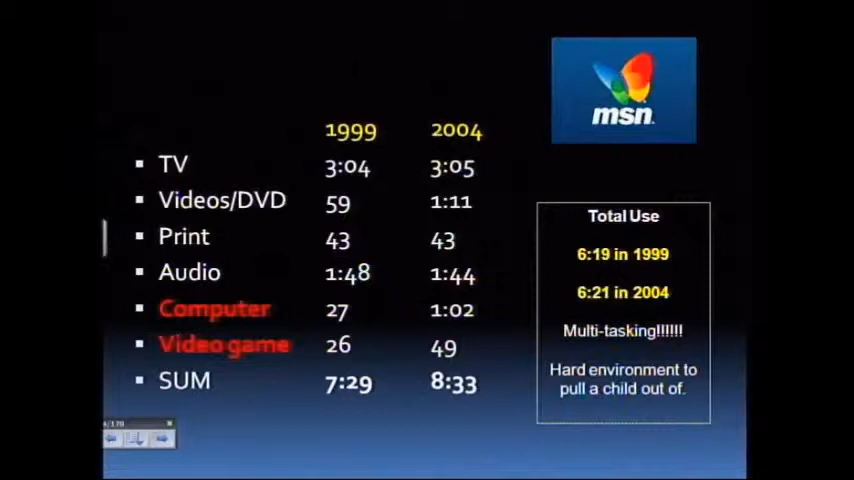 msn
1999 2004
TV 3:04 3:05
Videos/DVD 59 1:11
Print 43 43
Audio 1:48 1:44
Computer 27 1:02
Video game 26 49
SUM 7:29 8:33
Total Use
6:19 in 1999
6:21 in 2004
Multi-tasking!!!!!!
Hard environment to
pull a child out of.
/170